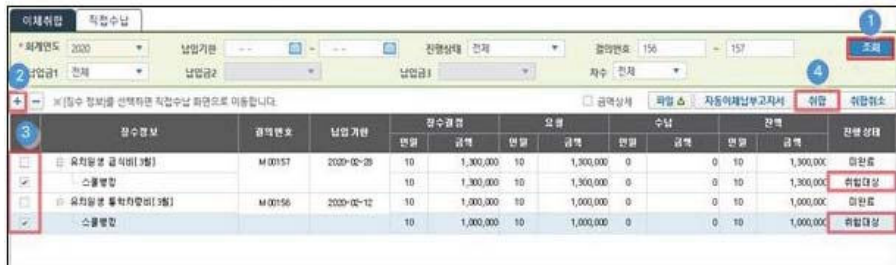 이체취합 직접수납
1
* 회계연도 2020 납입기한 -- ~ -- 진행상태 전체 결의번호 156 ~ 157 조회
납입금1 전체 납입금2 납입금3 차수 전체
2 4
+ - ※[징수 정보]를 선택하면 직접수납 화면으로 이동합니다. 금액상세 파일 자동이체납부고지서 취합 취합취소
3 징수정보 결의번호 납입기한 징수결정 요청 수납 잔액 진행상태
인원 금액 인원 금액 인원 금액 인원 금액
유치원생 급식비[3월] M00157 2020-02-28 10 1,300,000 10 1,300,000 0 0 10 1,300,000 미완료
스쿨뱅킹 10 1,300,000 10 1,300,000 0 0 10 1,300,000 취합대상
유치원생 통학차량비[3월] M00156 2020-02-12 10 1,000,000 10 1,000,000 0 0 10 1,000,000 미완료
스쿨뱅킹 10 1,000,000 10 1,000,000 0 0 10 1,000,000 취합대상